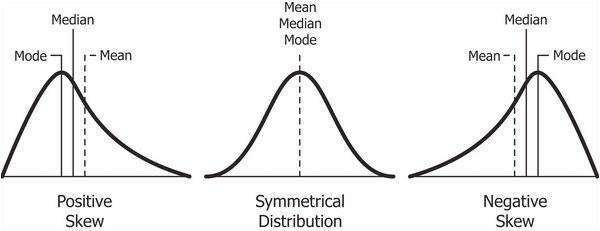 Median
Mode
Mean
Positive
Skew
Mean
Median
Mode
Symmetrical
Distribution
Median
Mean
Mode
Negative
Skew